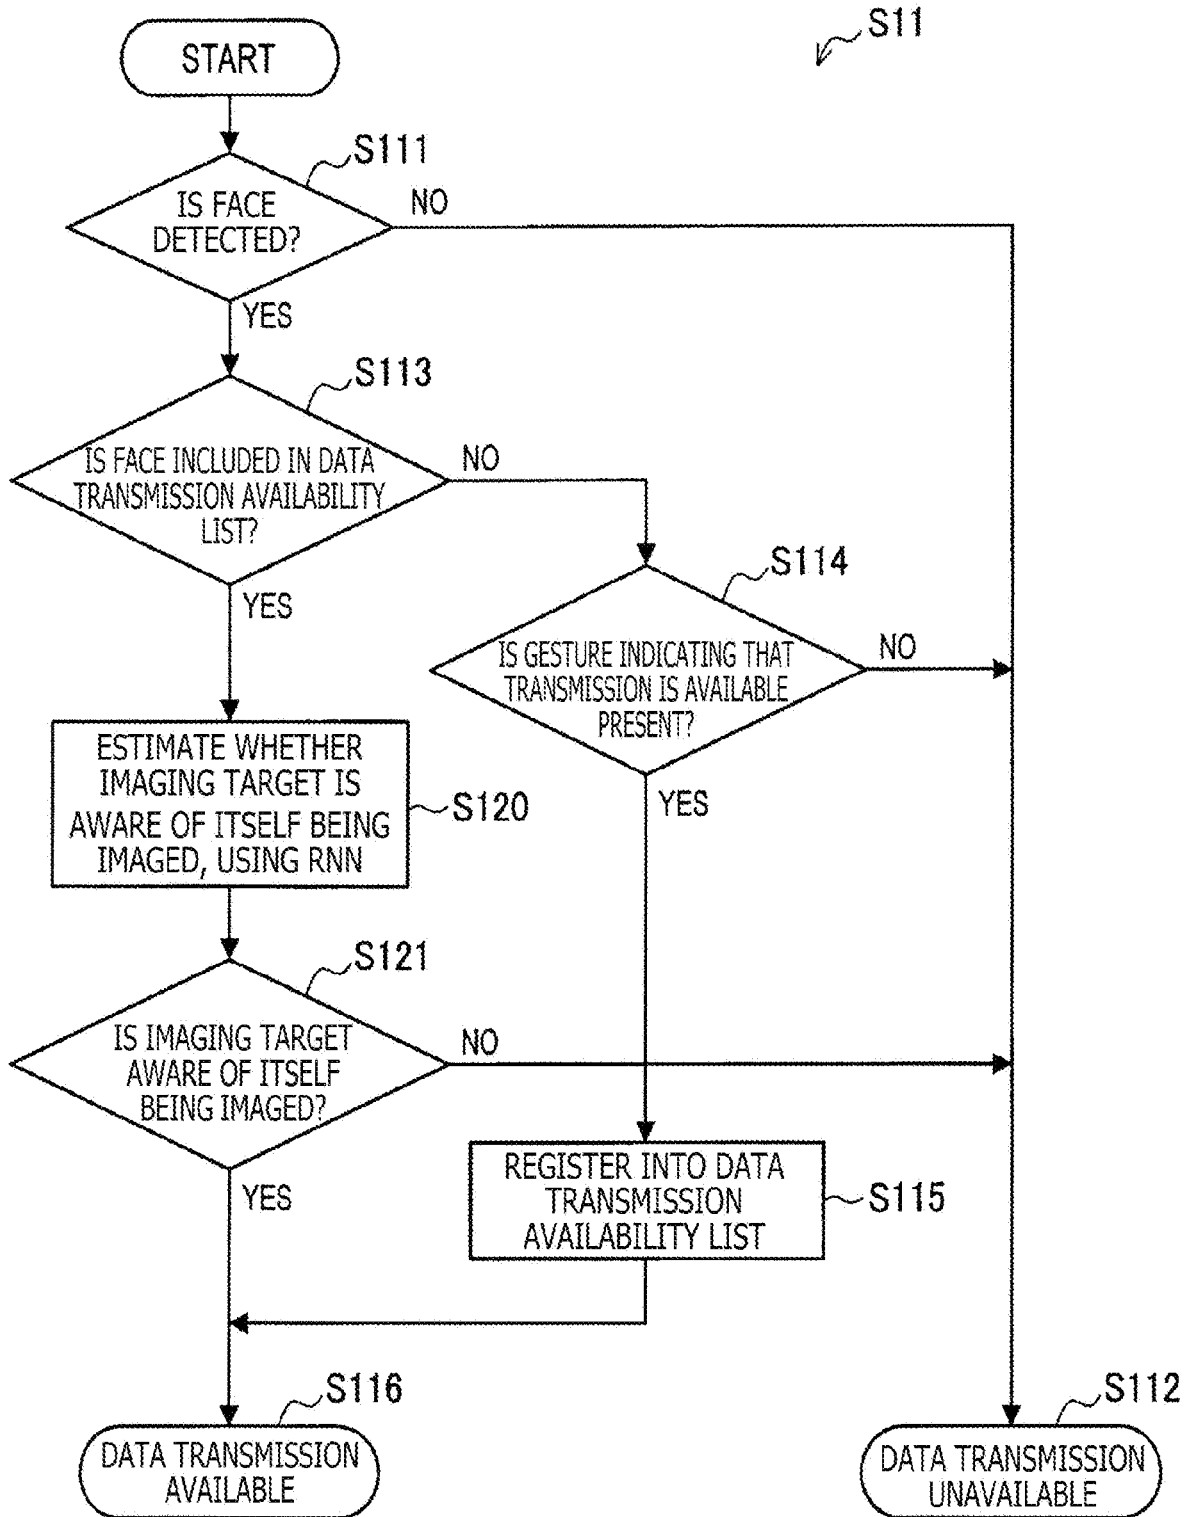 S11
START
S111
IS FACE
DETECTED?
NO
YES
S113
IS FACE INCLUDED IN DATA
TRANSMISSION AVAILABILITY
LIST?
NO
YES
S114
IS GESTURE INDICATING THAT
TRANSMISSION IS AVAILABLE
PRESENT?
NO
YES
ESTIMATE WHETHER
IMAGING TARGET IS
AWARE OF ITSELF BEING
IMAGED, USING RNN
S120
S121
IS IMAGING TARGET
AWARE OF ITSELF
BEING IMAGED?
NO
YES
REGISTER INTO DATA
TRANSMISSION
AVAILABILITY LIST
S115
S116
DATA TRANSMISSION
AVAILABLE
S112
DATA TRANSMISSION
UNAVAILABLE